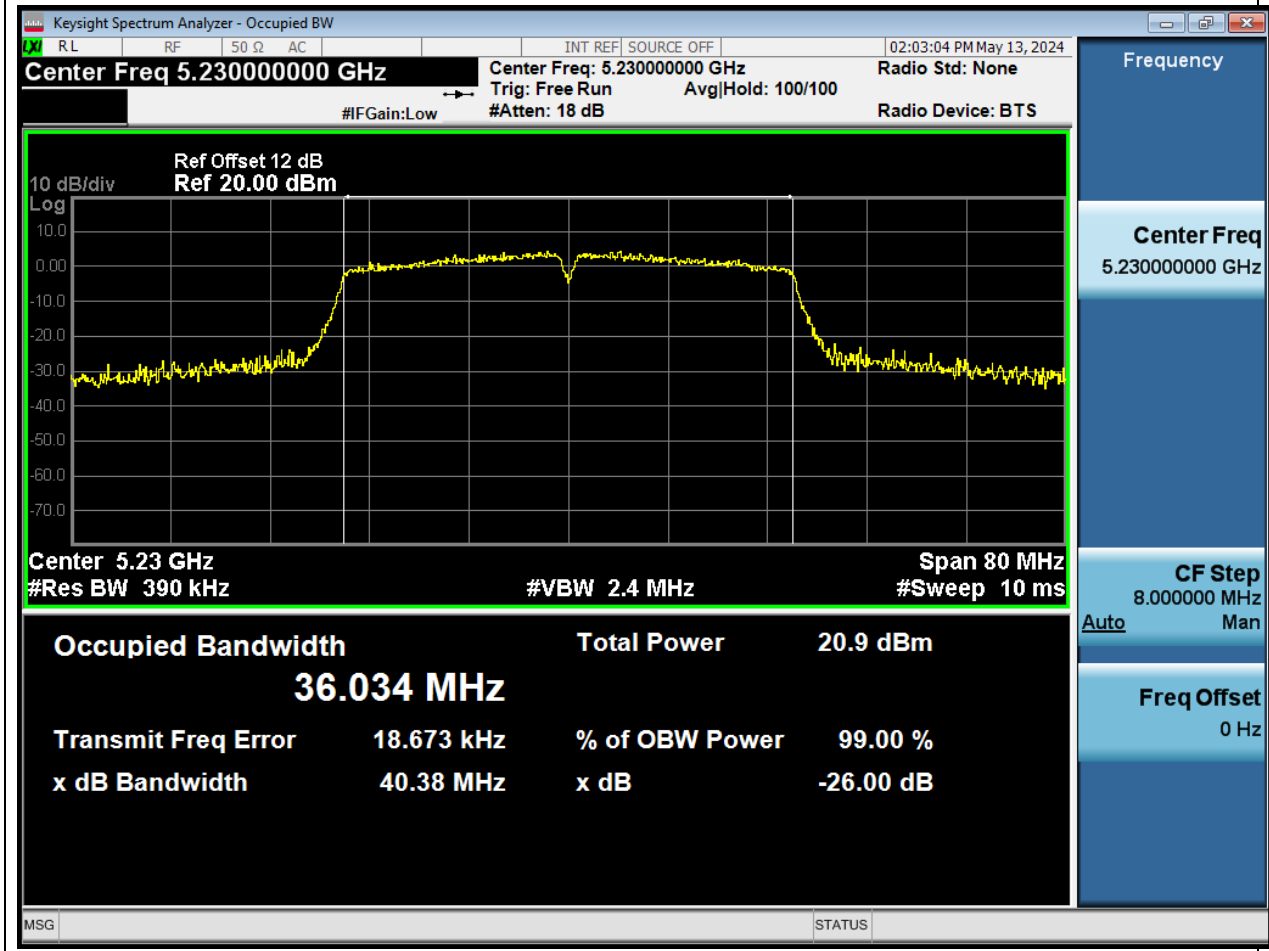 Keysight Spectrum Analyzer - Occupied BW
LXI RL RF 50 Ω AC INT REF SOURCE OFF 02:03:04 PM May 13, 2024
Center Freq 5.230000000 GHz Center Freq: 5.230000000 GHz Radio Std: None
Trig: Free Run Avg|Hold: 100/100
#IFGain:Low #Atten: 18 dB Radio Device: BTS
Ref Offset 12 dB
10 dB/div Ref 20.00 dBm
Log
10.0
0.00
-10.0
-20.0
-30.0
-40.0
-50.0
-60.0
-70.0
Center 5.23 GHz Span 80 MHz
#Res BW 390 kHz #VBW 2.4 MHz #Sweep 10 ms
Occupied Bandwidth Total Power 20.9 dBm
36.034 MHz
Transmit Freq Error 18.673 kHz % of OBW Power 99.00 %
x dB Bandwidth 40.38 MHz x dB -26.00 dB
MSG STATUS
Frequency
Center Freq
5.230000000 GHz
CF Step
8.000000 MHz
Auto Man
Freq Offset
0 Hz